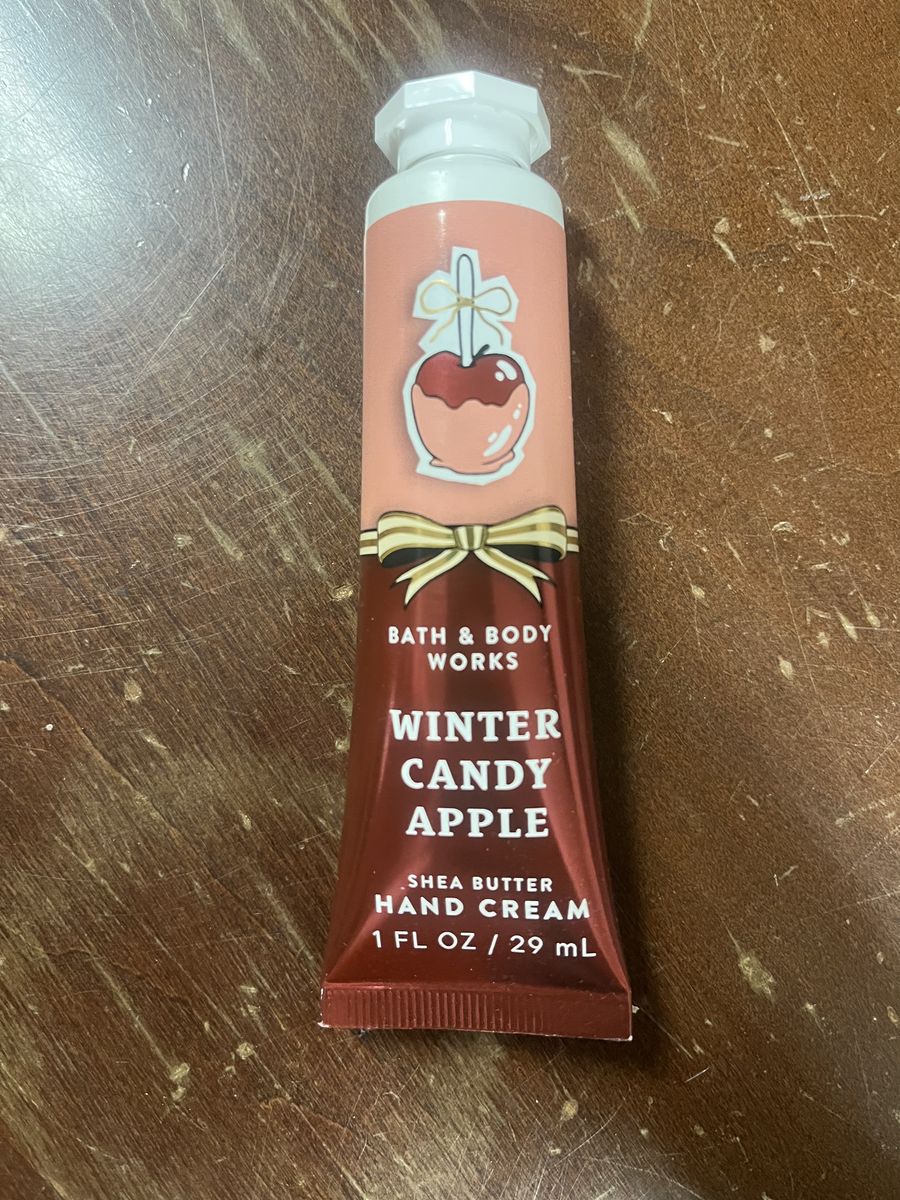 BATH & BODY
WORKS
WINTER
CANDY
APPLE
SHEA BUTTER
HAND CREAM
1 FL OZ / 29 mL